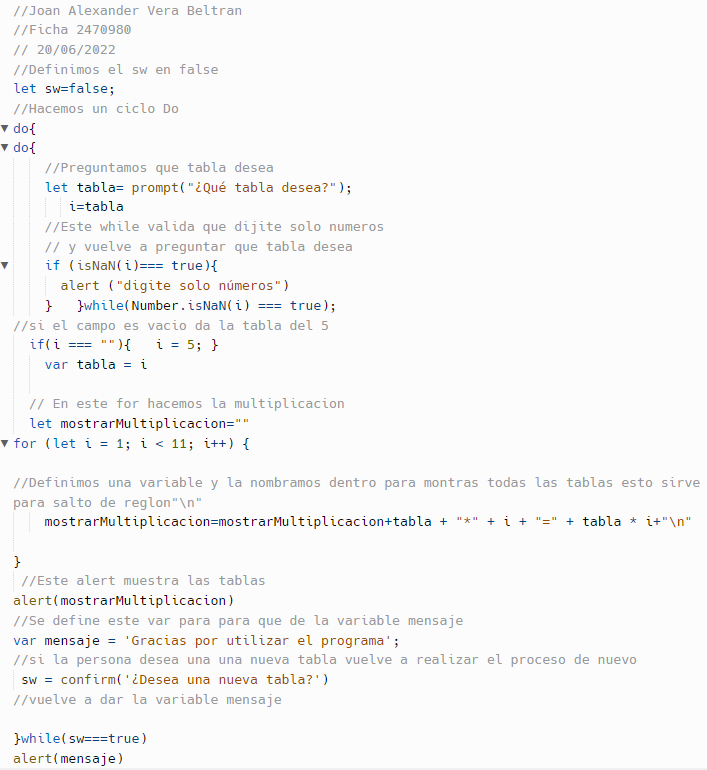 //Joan Alexander Vera Beltran
//Ficha 2470980
// 20/06/2022
//Definimos el sw en false
let sw=false;
//Hacemos un ciclo Do
do{
do{
//Preguntamos que tabla desea
let tabla= prompt("¿Qué tabla desea?");
i=tabla
//Este while valida que dijite solo numeros
// y vuelve a preguntar que tabla desea
if (isNaN(i)=== true){
alert ("digite solo números")
}   }while(Number.isNaN(i) === true);
//si el campo es vacio da la tabla del 5
if(i === ""){   i = 5; }
var tabla = i
// En este for hacemos la multiplicacion
let mostrarMultiplicacion=""
for (let i = 1; i < 11; i++) {
//Definimos una variable y la nombramos dentro para montras todas las tablas esto sirve
para salto de reglon"\n"
mostrarMultiplicacion=mostrarMultiplicacion+tabla + "*" + i + "=" + tabla * i+"\n"
}
//Este alert muestra las tablas
alert(mostrarMultiplicacion)
//Se define este var para para que de la variable mensaje
var mensaje = 'Gracias por utilizar el programa';
//si la persona desea una una nueva tabla vuelve a realizar el proceso de nuevo
sw = confirm('¿Desea una nueva tabla?')
//vuelve a dar la variable mensaje
}while(sw===true)
alert(mensaje)